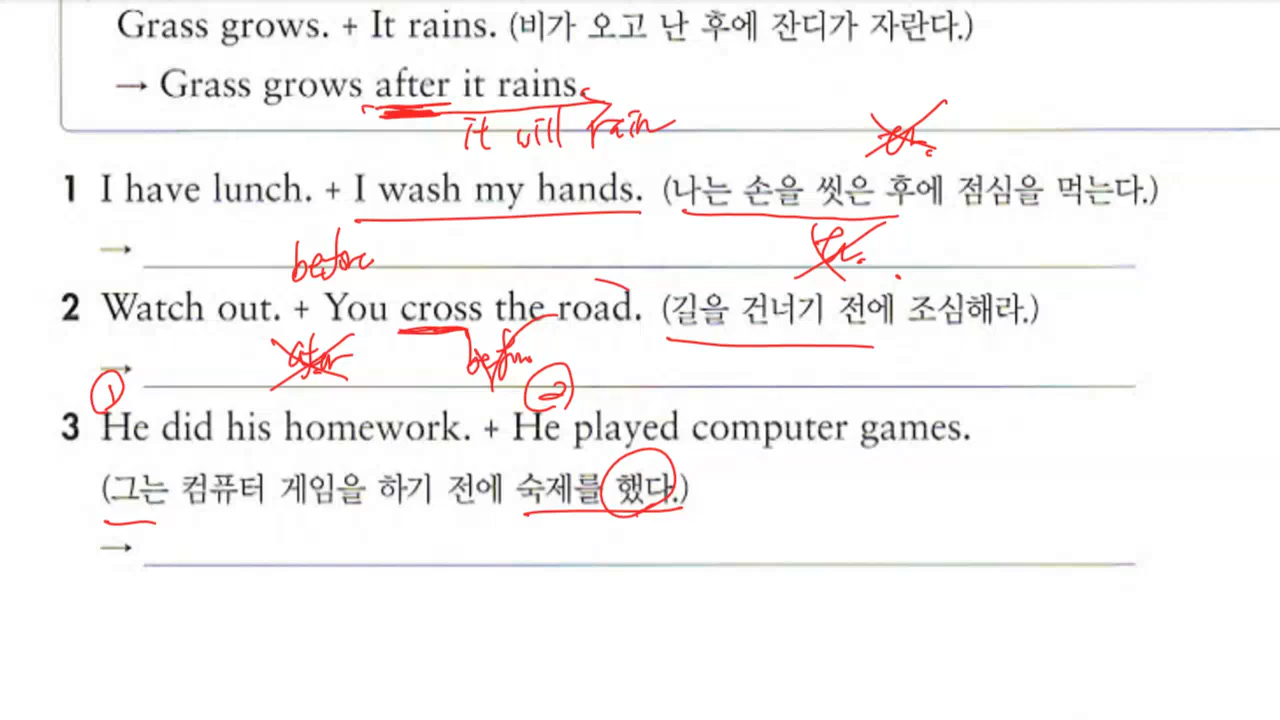 Grass grows. + It rains. (비가 오고 난 후에 잔디가 자란다.)
→ Grass grows after it rains.
it will rain
1 I have lunch. + I wash my hands. (나는 손을 씻은 후에 점심을 먹는다.)
→
before
2 Watch out. + You cross the road. (길을 건너기 전에 조심해라.)
→
after
before
① ②
3 He did his homework. + He played computer games.
(그는 컴퓨터 게임을 하기 전에 숙제를 했다.)
→